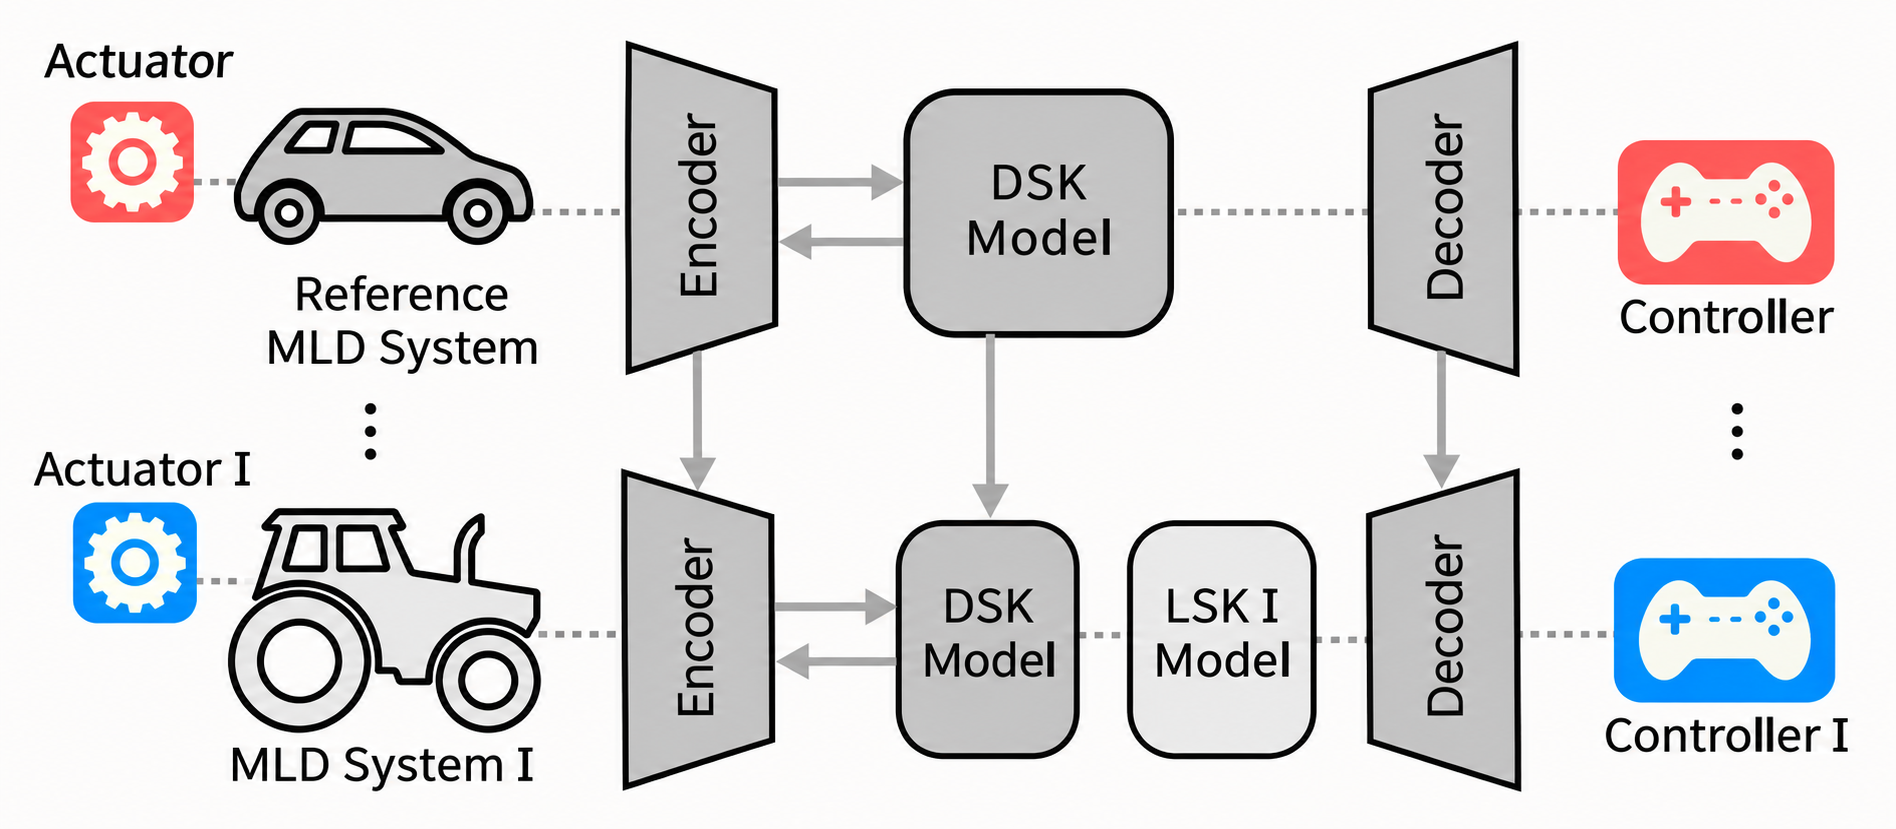 Actuator
Encoder
DSK
Model
Decoder
Reference
MLD System
Controller
Actuator I
Encoder
DSK
Model
LSK I
Model
Decoder
MLD System I
Controller I